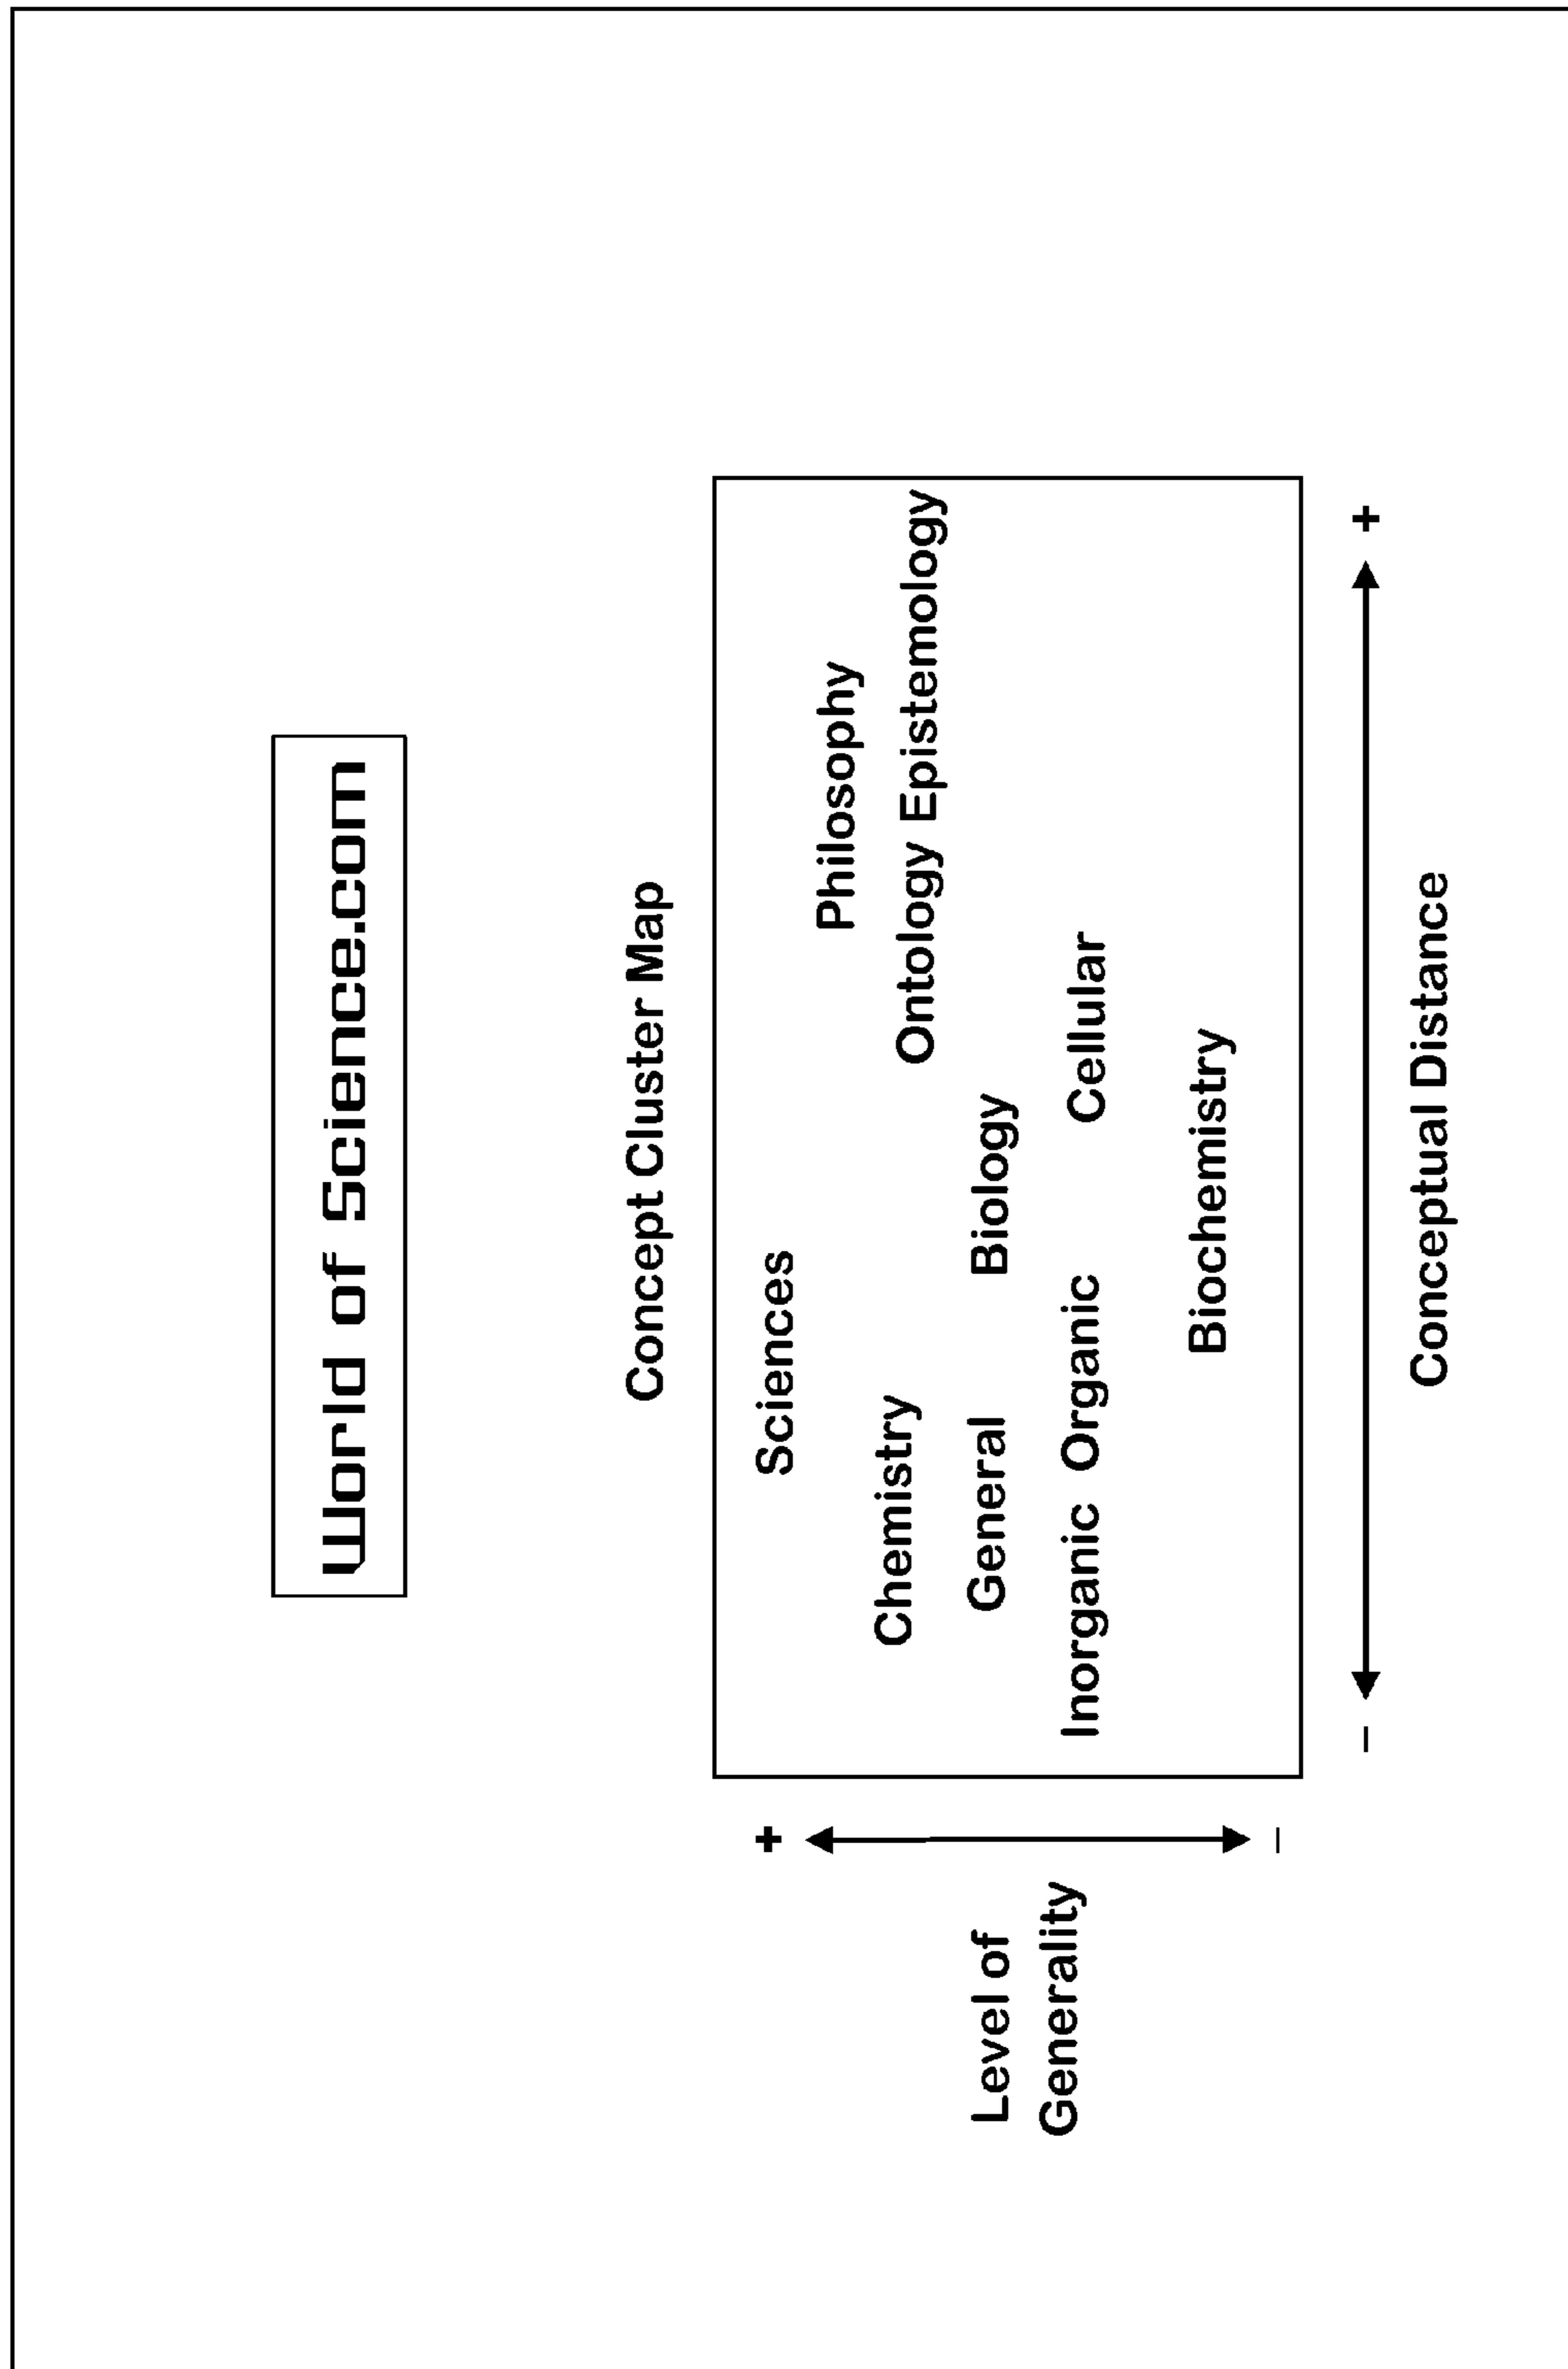 World of Science.com
Concept Cluster Map
Sciences
Philosophy
Chemistry
Ontology Epistemology
General
Biology
Inorganic Organic
Cellular
Biochemistry
+
–
Level of
Generality
–
+
Conceptual Distance